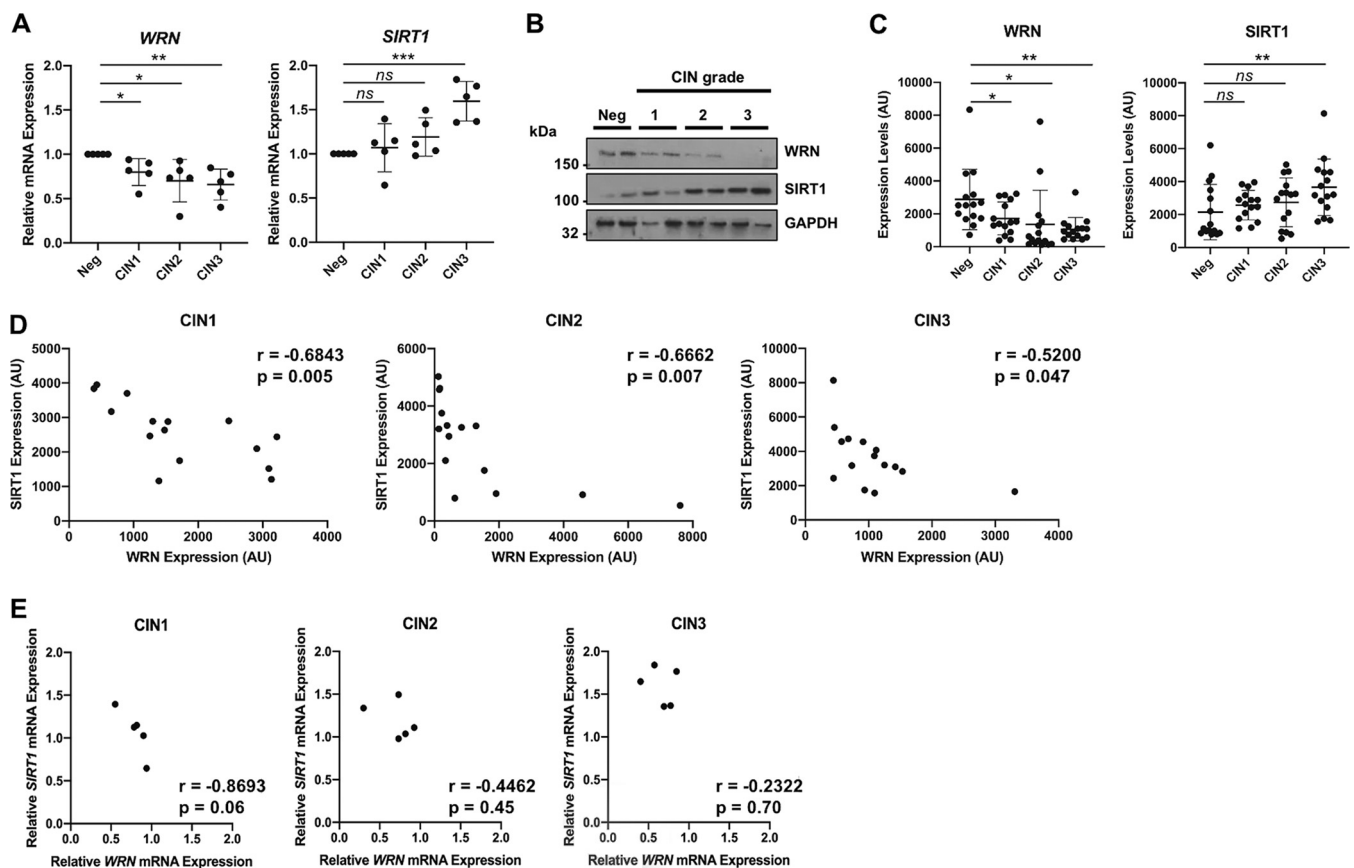 A
WRN
Relative mRNA Expression
2.0
1.5
1.0
0.5
0.0
**
*
*
Neg
CIN1
CIN2
CIN3
SIRT1
Relative mRNA Expression
2.0
1.5
1.0
0.5
0.0
***
ns
ns
Neg
CIN1
CIN2
CIN3
B
CIN grade
Neg 1 2 3
kDa
150
WRN
100
SIRT1
32
GAPDH
C
WRN
Expression Levels (AU)
10000
8000
6000
4000
2000
0
**
*
*
Neg
CIN1
CIN2
CIN3
SIRT1
Expression Levels (AU)
10000
8000
6000
4000
2000
0
**
ns
ns
Neg
CIN1
CIN2
CIN3
D
CIN1
SIRT1 Expression (AU)
5000
4000
3000
2000
1000
0
r = -0.6843
p = 0.005
0 1000 2000 3000 4000
WRN Expression (AU)
CIN2
SIRT1 Expression (AU)
6000
4000
2000
0
r = -0.6662
p = 0.007
0 2000 4000 6000 8000
WRN Expression (AU)
CIN3
SIRT1 Expression (AU)
10000
8000
6000
4000
2000
0
r = -0.5200
p = 0.047
0 1000 2000 3000 4000
WRN Expression (AU)
E
CIN1
Relative SIRT1 mRNA Expression
2.0
1.5
1.0
0.5
0.0
r = -0.8693
p = 0.06
0.0 0.5 1.0 1.5 2.0
Relative WRN mRNA Expression
CIN2
Relative SIRT1 mRNA Expression
2.0
1.5
1.0
0.5
0.0
r = -0.4462
p = 0.45
0.0 0.5 1.0 1.5 2.0
Relative WRN mRNA Expression
CIN3
Relative SIRT1 mRNA Expression
2.0
1.5
1.0
0.5
0.0
r = -0.2322
p = 0.70
0.0 0.5 1.0 1.5 2.0
Relative WRN mRNA Expression